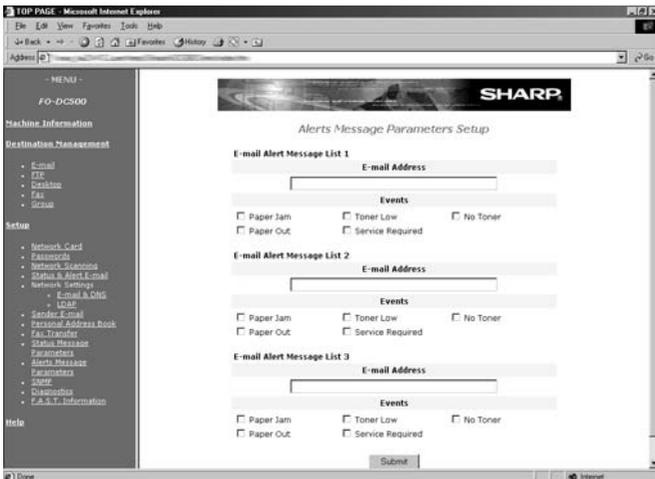 TOP PAGE - Microsoft Internet Explorer
File Edit View Favorites Tools Help
Back Favorites History
Address Go
- MENU -
FO-DC500
Machine Information
Destination Management
E-mail
FTP
Desktop
Fax
Group
Setup
Network Card
Passwords
Network Scanning
Status & Alert E-mail
Network Settings
E-mail & DNS
LDAP
Sender E-mail
Personal Address Book
Fax Transfer
Status Message
Parameters
Alerts Message
Parameters
SNMP
Diagnostics
F.A.S.T. Information
Help
SHARP
Alerts Message Parameters Setup
E-mail Alert Message List 1
E-mail Address
Events
Paper Jam Toner Low No Toner
Paper Out Service Required
E-mail Alert Message List 2
E-mail Address
Events
Paper Jam Toner Low No Toner
Paper Out Service Required
E-mail Alert Message List 3
E-mail Address
Events
Paper Jam Toner Low No Toner
Paper Out Service Required
Submit
Done Internet